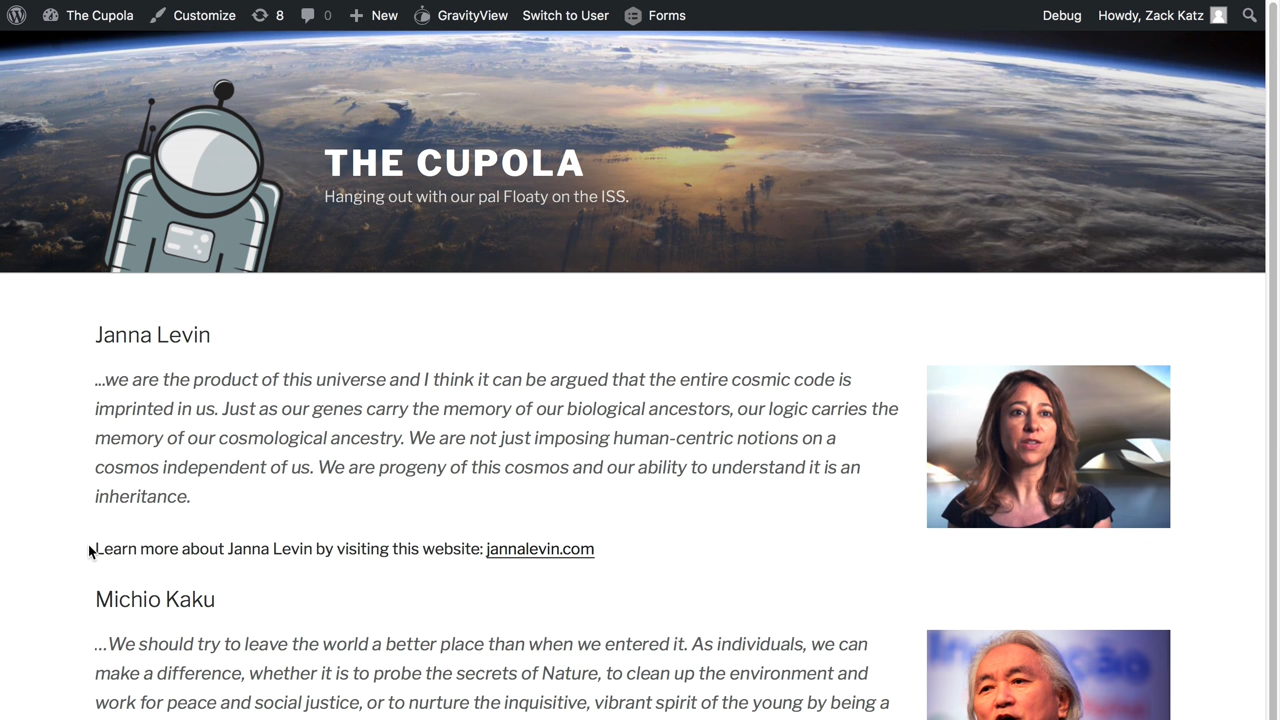 The Cupola Customize 8 0 New GravityView Switch to User Forms Debug Howdy, Zack Katz
THE CUPOLA
Hanging out with our pal Floaty on the ISS.
Janna Levin
...we are the product of this universe and I think it can be argued that the entire cosmic code is
imprinted in us. Just as our genes carry the memory of our biological ancestors, our logic carries the
memory of our cosmological ancestry. We are not just imposing human-centric notions on a
cosmos independent of us. We are progeny of this cosmos and our ability to understand it is an
inheritance.
Learn more about Janna Levin by visiting this website: jannalevin.com
Michio Kaku
…We should try to leave the world a better place than when we entered it. As individuals, we can
make a difference, whether it is to probe the secrets of Nature, to clean up the environment and
work for peace and social justice, or to nurture the inquisitive, vibrant spirit of the young by being a